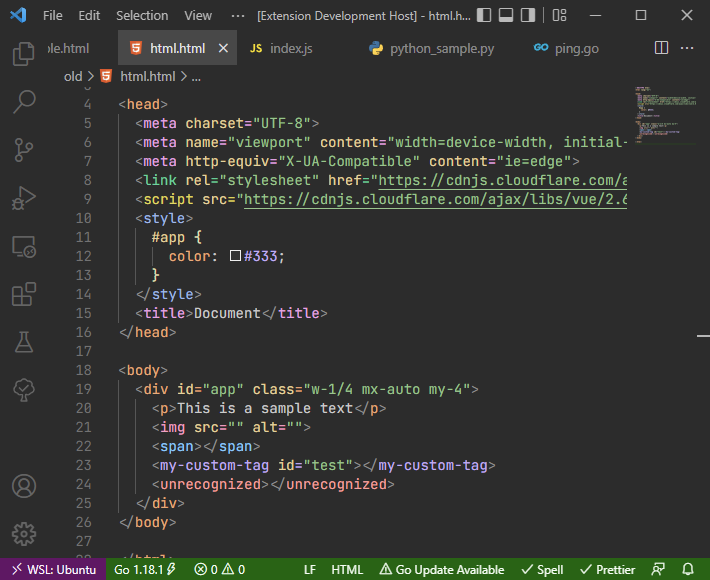 File Edit Selection View ··· [Extension Development Host] - html.h...
ple.html html.html JS index.js python_sample.py GO ping.go ···
old > html.html > ...
4 <head>
5 <meta charset="UTF-8">
6 <meta name="viewport" content="width=device-width, initial-
7 <meta http-equiv="X-UA-Compatible" content="ie=edge">
8 <link rel="stylesheet" href="https://cdnjs.cloudflare.com/a
9 <script src="https://cdnjs.cloudflare.com/ajax/libs/vue/2.6
10 <style>
11 #app {
12 color: #333;
13 }
14 </style>
15 <title>Document</title>
16 </head>
17
18 <body>
19 <div id="app" class="w-1/4 mx-auto my-4">
20 <p>This is a sample text</p>
21 <img src="" alt="">
22 <span></span>
23 <my-custom-tag id="test"></my-custom-tag>
24 <unrecognized></unrecognized>
25 </div>
26 </body>
27
WSL: Ubuntu Go 1.18.1 0 0 LF HTML Go Update Available Spell Prettier